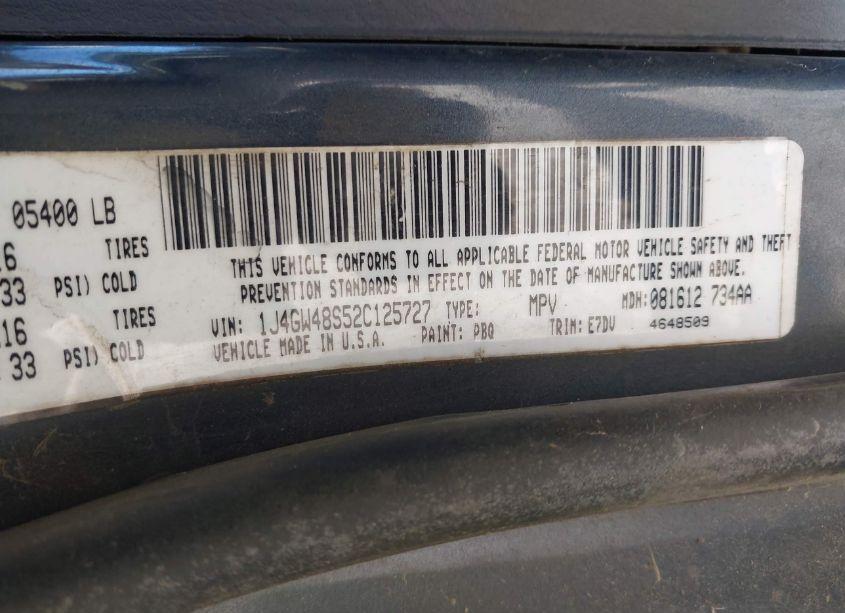 05400 LB
16 TIRES
33 PSI) COLD
16 TIRES
33 PSI) COLD
THIS VEHICLE CONFORMS TO ALL APPLICABLE FEDERAL MOTOR VEHICLE SAFETY AND THEFT
PREVENTION STANDARDS IN EFFECT ON THE DATE OF MANUFACTURE SHOWN ABOVE.
VIN: 1J4GW48S52C125727 TYPE: MPV MDH: 081612 734AA
VEHICLE MADE IN U.S.A. PAINT: PBQ TRIM: E7DV 4648509